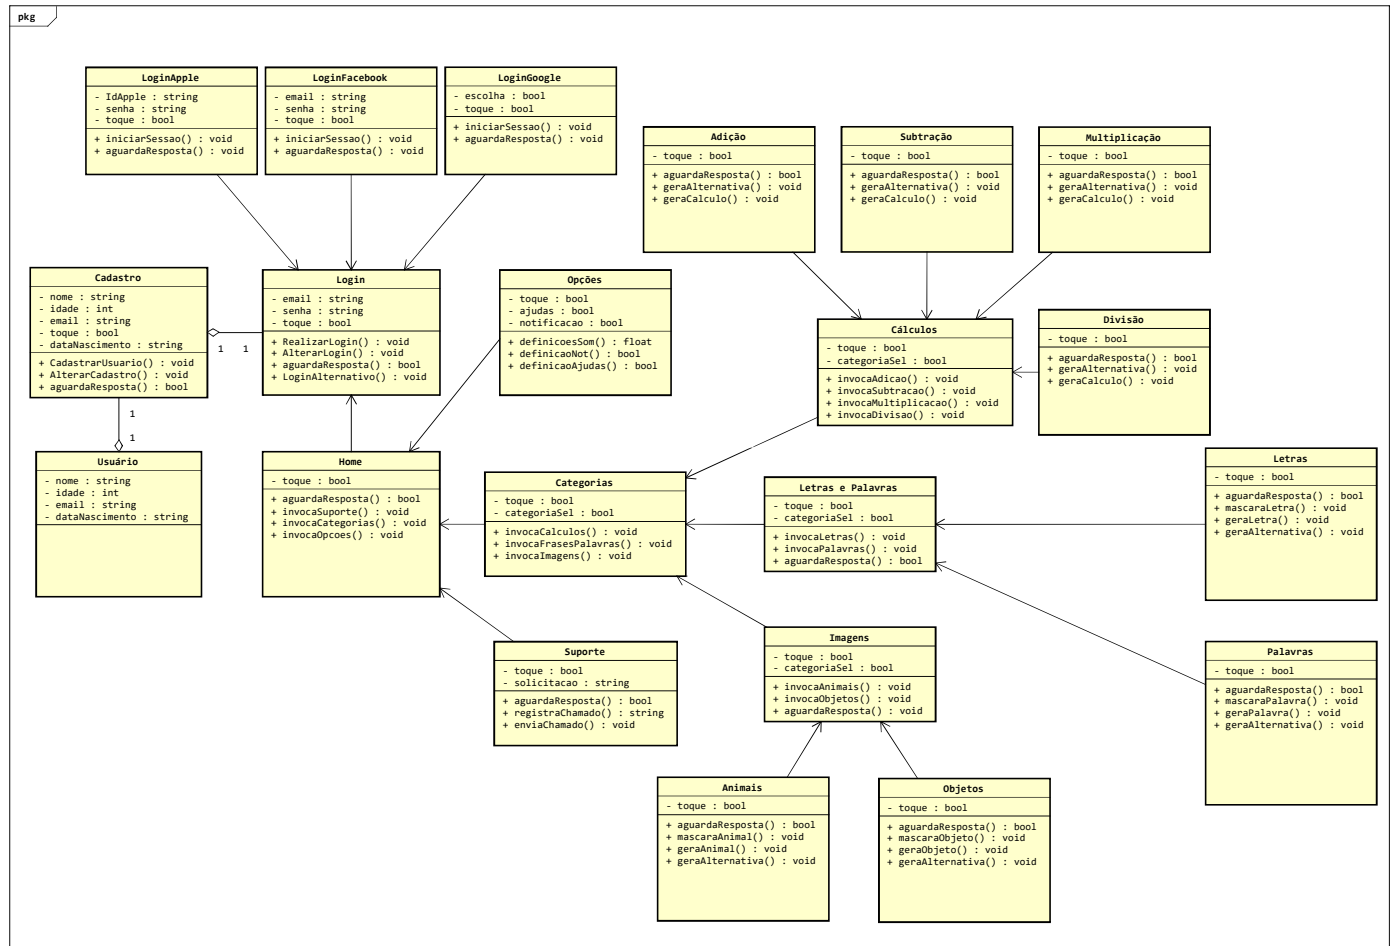 pkg
LoginApple
- IdApple : string
- senha : string
- toque : bool
+ iniciarSessao() : void
+ aguardaResposta() : void
LoginFacebook
- email : string
- senha : string
- toque : bool
+ iniciarSessao() : void
+ aguardaResposta() : void
LoginGoogle
- escolha : bool
- toque : bool
+ iniciarSessao() : void
+ aguardaResposta() : void
Adição
- toque : bool
+ aguardaResposta() : bool
+ geraAlternativa() : void
+ geraCalculo() : void
Subtração
- toque : bool
+ aguardaResposta() : bool
+ geraAlternativa() : void
+ geraCalculo() : void
Multiplicação
- toque : bool
+ aguardaResposta() : bool
+ geraAlternativa() : void
+ geraCalculo() : void
Cadastro
- nome : string
- idade : int
- email : string
- toque : bool
- dataNascimento : string
+ CadastrarUsuario() : void
+ AlterarCadastro() : void
+ aguardaResposta() : bool
1 1
Login
- email : string
- senha : string
- toque : bool
+ RealizarLogin() : void
+ AlterarLogin() : void
+ aguardaResposta() : bool
+ LoginAlternativo() : void
Opções
- toque : bool
- ajudas : bool
- notificacao : bool
+ definicoesSom() : float
+ definicaoNot() : bool
+ definicaoAjudas() : bool
Cálculos
- toque : bool
- categoriaSel : bool
+ invocaAdicao() : void
+ invocaSubtracao() : void
+ invocaMultiplicacao() : void
+ invocaDivisao() : void
Divisão
- toque : bool
+ aguardaResposta() : bool
+ geraAlternativa() : void
+ geraCalculo() : void
1
1
Usuário
- nome : string
- idade : int
- email : string
- dataNascimento : string
Home
- toque : bool
+ aguardaResposta() : bool
+ invocaSuporte() : void
+ invocaCategorias() : void
+ invocaOpcoes() : void
Categorias
- toque : bool
- categoriaSel : bool
+ invocaCalculos() : void
+ invocaFrasesPalavras() : void
+ invocaImagens() : void
Letras e Palavras
- toque : bool
- categoriaSel : bool
+ invocaLetras() : void
+ invocaPalavras() : void
+ aguardaResposta() : bool
Letras
- toque : bool
+ aguardaResposta() : bool
+ mascaraLetra() : void
+ geraLetra() : void
+ geraAlternativa() : void
Suporte
- toque : bool
- solicitacao : string
+ aguardaResposta() : bool
+ registraChamado() : string
+ enviaChamado() : void
Imagens
- toque : bool
- categoriaSel : bool
+ invocaAnimais() : void
+ invocaObjetos() : void
+ aguardaResposta() : void
Palavras
- toque : bool
+ aguardaResposta() : bool
+ mascaraPalavra() : void
+ geraPalavra() : void
+ geraAlternativa() : void
Animais
- toque : bool
+ aguardaResposta() : bool
+ mascaraAnimal() : void
+ geraAnimal() : void
+ geraAlternativa() : void
Objetos
- toque : bool
+ aguardaResposta() : bool
+ mascaraObjeto() : void
+ geraObjeto() : void
+ geraAlternativa() : void